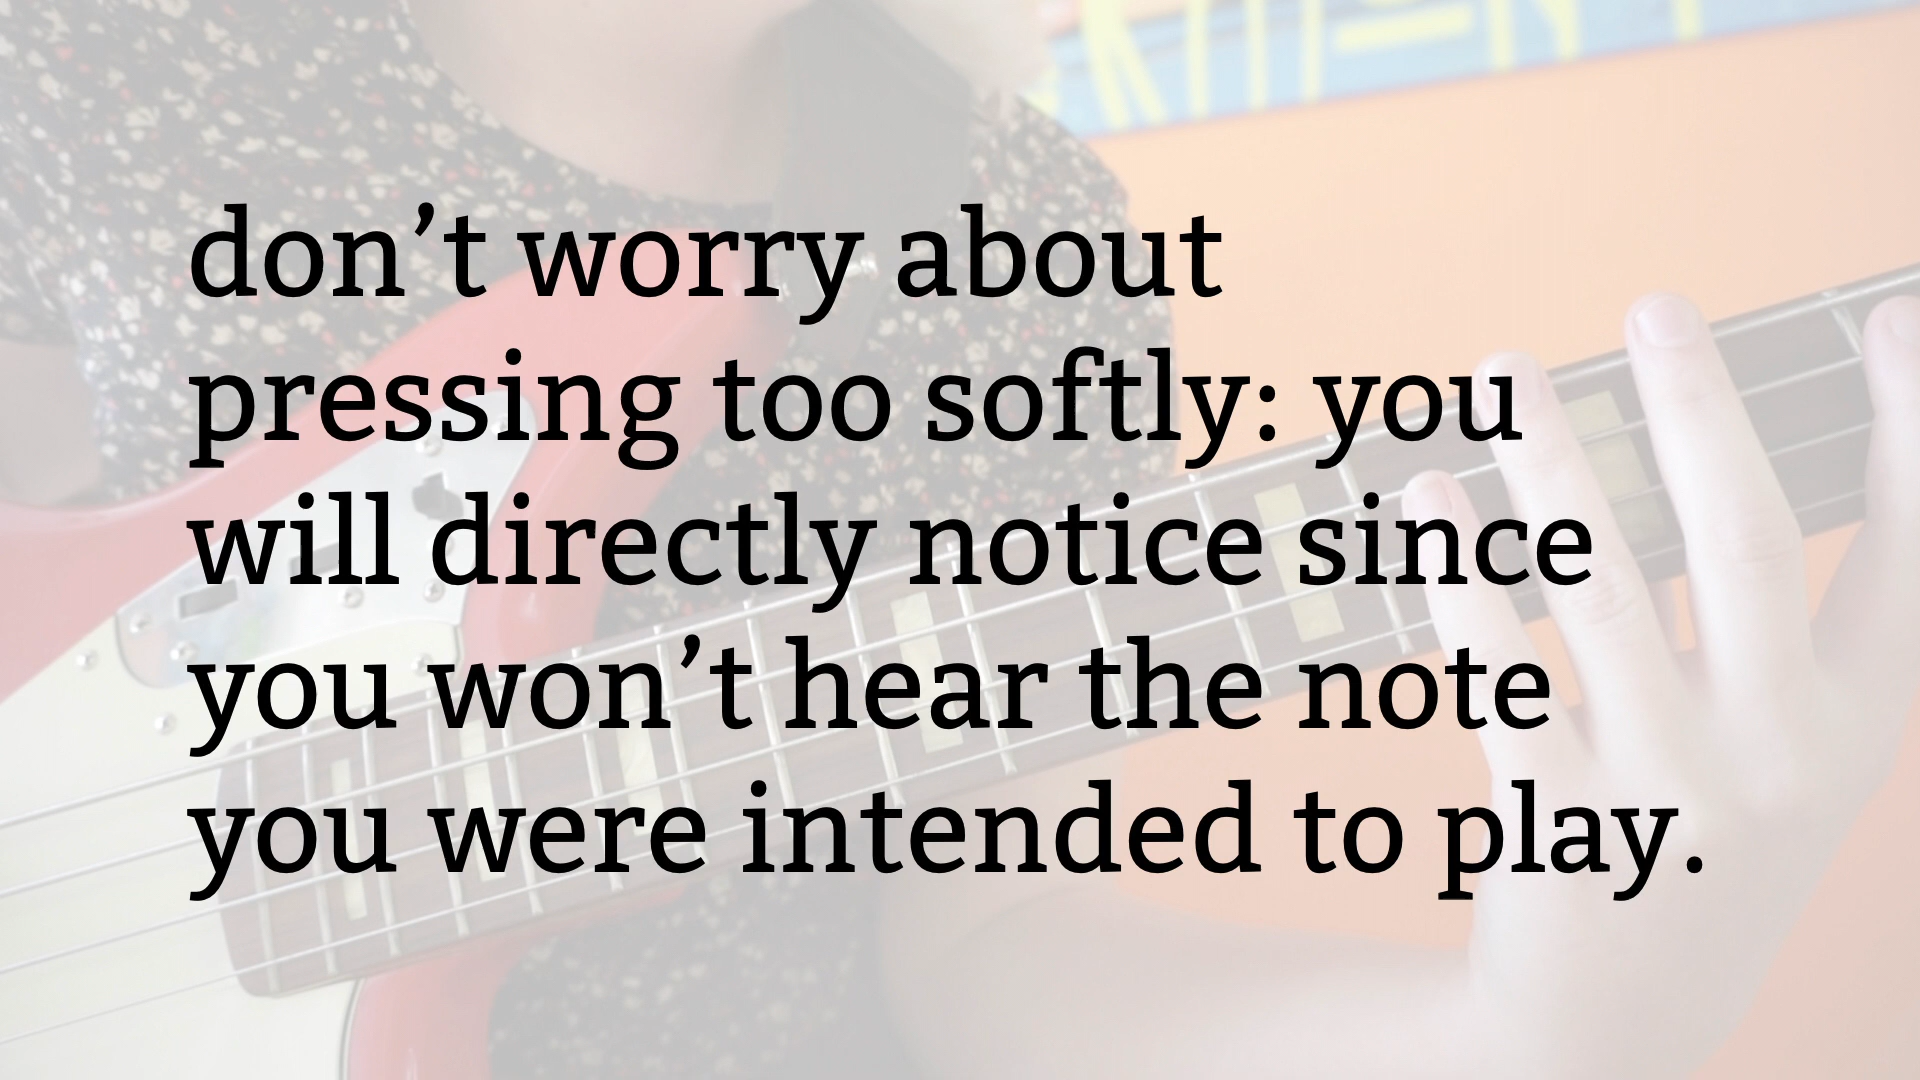 don’t worry about
pressing too softly: you
will directly notice since
you won’t hear the note
you were intended to play.